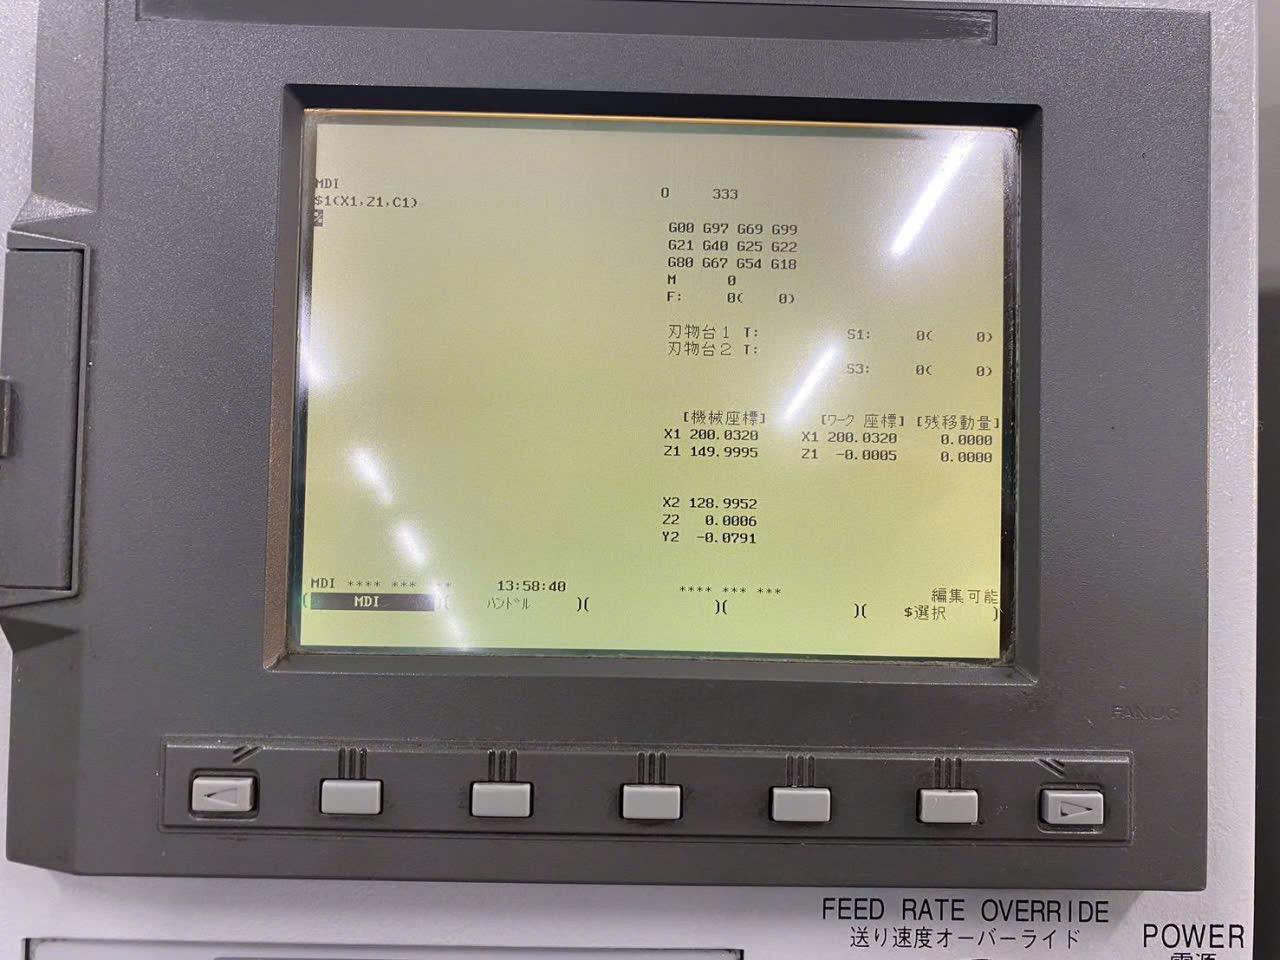 MDI
$1(X1,Z1,C1)
%
O 333
G00 G97 G69 G99
G21 G40 G25 G22
G80 G67 G54 G18
M 0
F: 0( 0)
刃物台1 T: S1: 0( 0)
刃物台2 T:
S3: 0( 0)
[機械座標] [ワーク 座標] [残移動量]
X1 200.0320 X1 200.0320 0.0000
Z1 149.9995 Z1 -0.0005 0.0000
X2 128.9952
Z2 0.0006
Y2 -0.0791
MDI **** *** ** 13:58:40 **** *** ***
編集可能
( MDI )( ハンドル )( )( )( $選択 )
FANUC
FEED RATE OVERRIDE
送り速度オーバーライド
POWER
電源